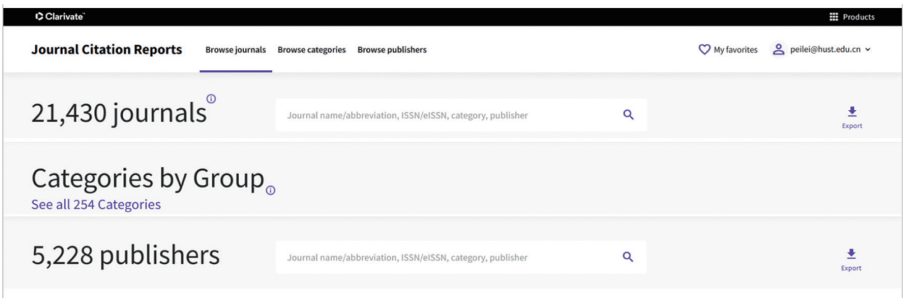 Clarivate
Products
Journal Citation Reports Browse journals Browse categories Browse publishers My favorites peilei@hust.edu.cn
21,430 journals
Journal name/abbreviation, ISSN/eISSN, category, publisher
Export
Categories by Group
See all 254 Categories
5,228 publishers
Journal name/abbreviation, ISSN/eISSN, category, publisher
Export